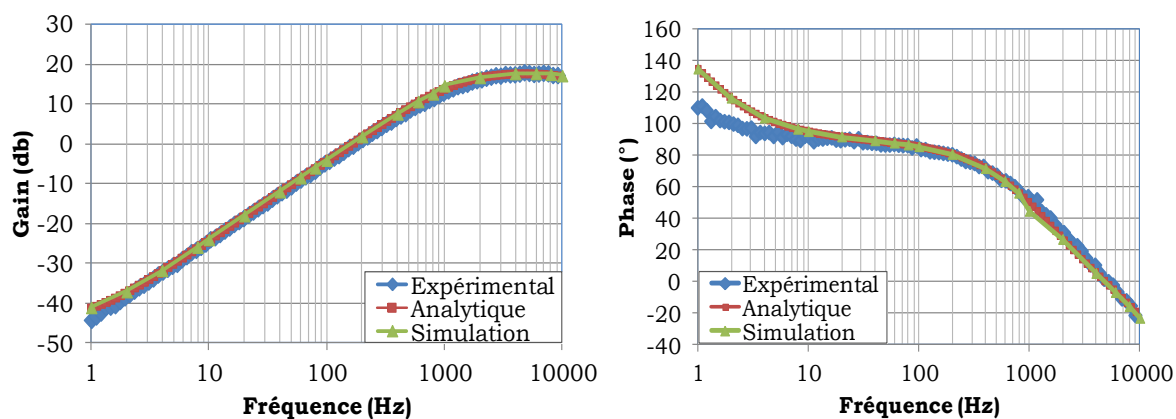 30
20
10
0
-10
-20
-30
-40
-50
Gain (db)
Expérimental
Analytique
Simulation
1 10 100 1000 10000
Fréquence (Hz)
160
140
120
100
80
60
40
20
0
-20
-40
Phase (˚)
Expérimental
Analytique
Simulation
1 10 100 1000 10000
Fréquence (Hz)